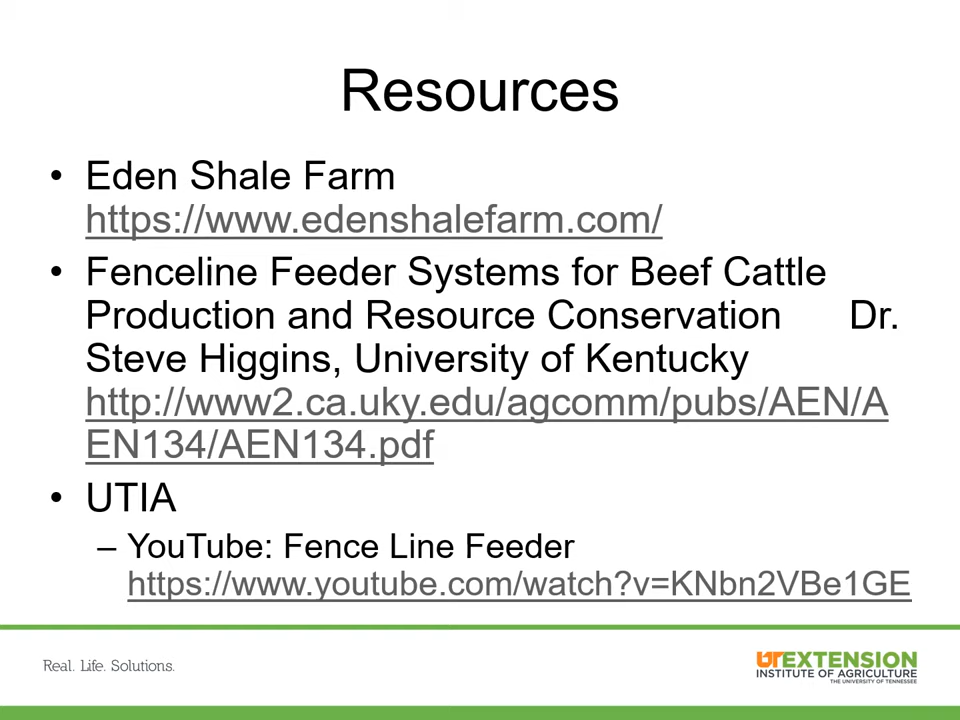 Resources
• Eden Shale Farm
https://www.edenshalefarm.com/
• Fenceline Feeder Systems for Beef Cattle
Production and Resource Conservation Dr.
Steve Higgins, University of Kentucky
http://www2.ca.uky.edu/agcomm/pubs/AEN/A
EN134/AEN134.pdf
• UTIA
– YouTube: Fence Line Feeder
https://www.youtube.com/watch?v=KNbn2VBe1GE
Real. Life. Solutions.
UT EXTENSION
INSTITUTE OF AGRICULTURE
THE UNIVERSITY OF TENNESSEE